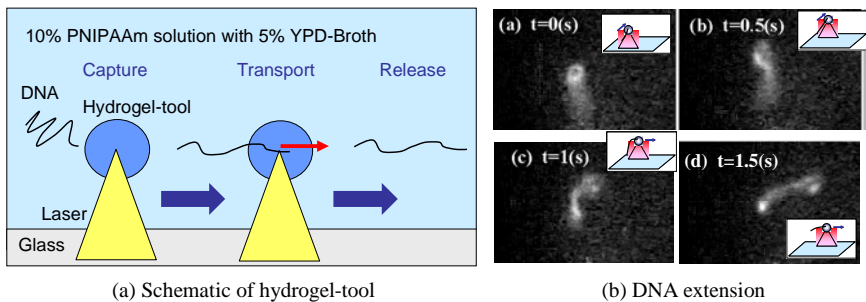 10% PNIPAAm solution with 5% YPD-Broth
Capture
Transport
Release
DNA
Hydrogel-tool
Laser
Glass
(a) Schematic of hydrogel-tool
(a) t=0(s)
(b) t=0.5(s)
(c) t=1(s)
(d) t=1.5(s)
(b) DNA extension